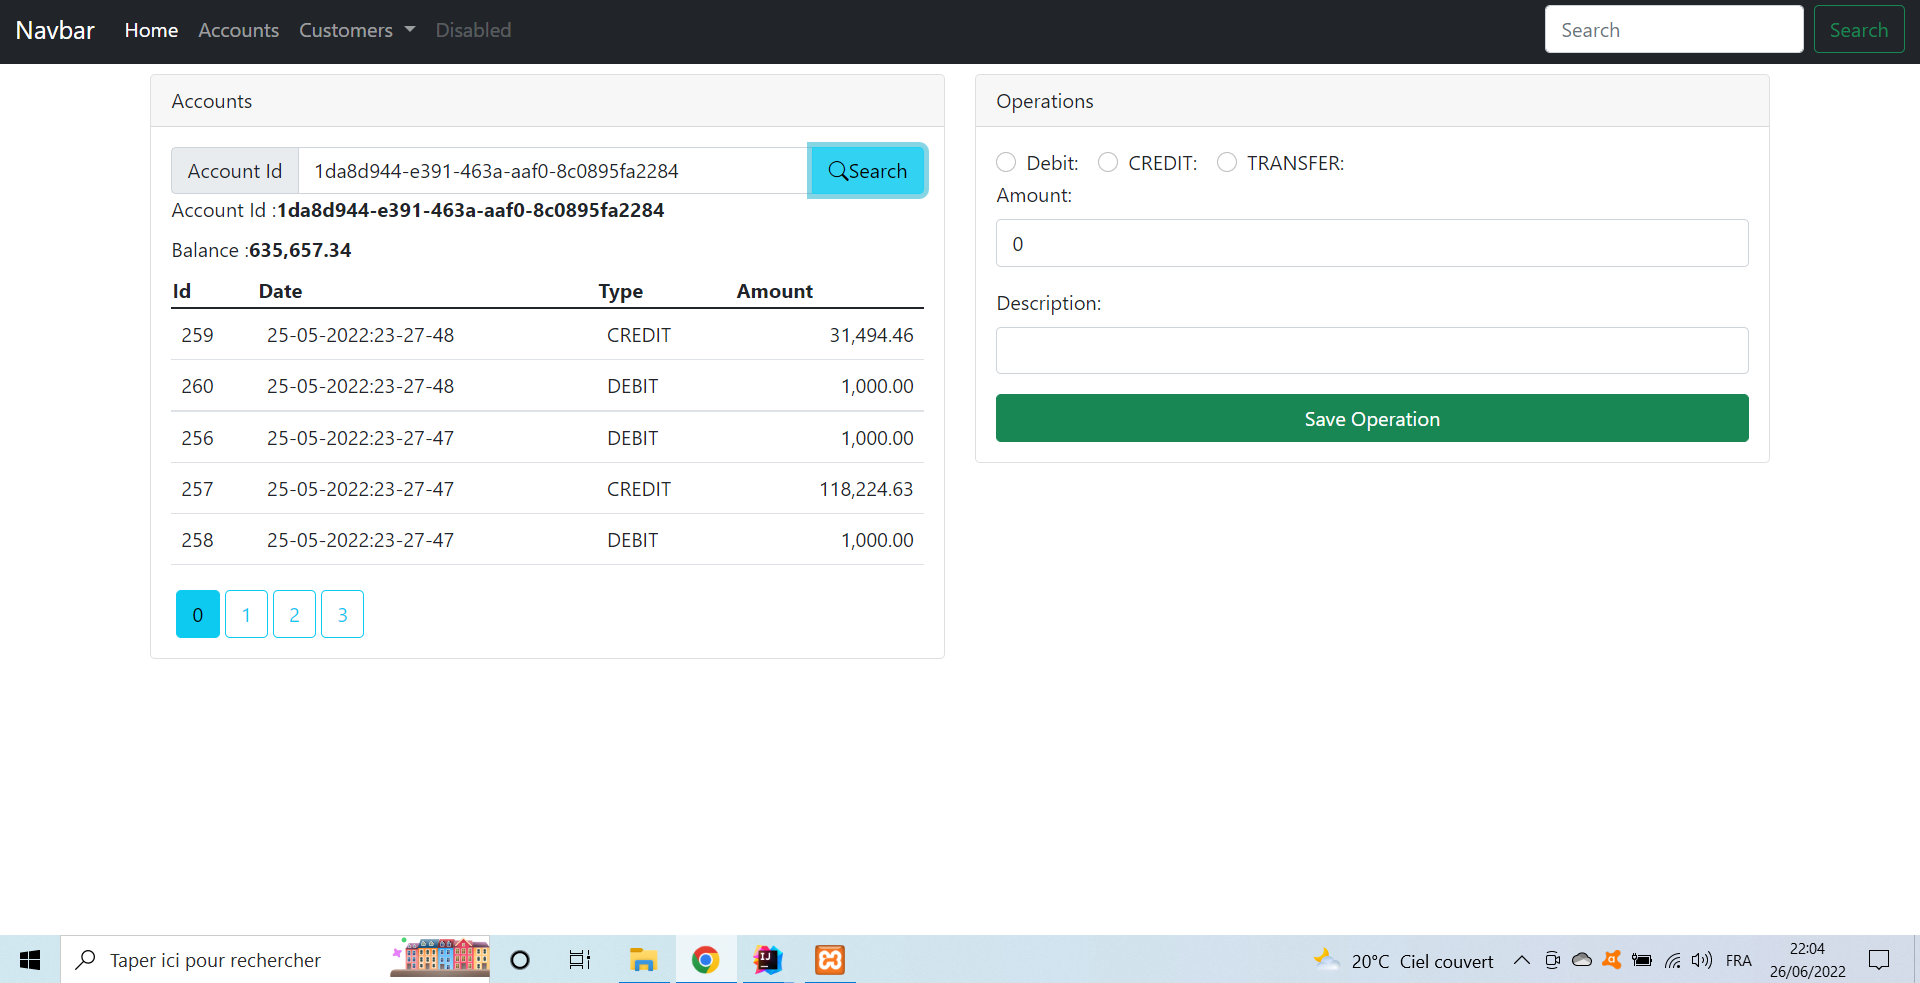 Navbar Home Accounts Customers Disabled Search Search
Accounts
Account Id 1da8d944-e391-463a-aaf0-8c0895fa2284 Search
Account Id :1da8d944-e391-463a-aaf0-8c0895fa2284
Balance :635,657.34
Id Date Type Amount
259 25-05-2022:23-27-48 CREDIT 31,494.46
260 25-05-2022:23-27-48 DEBIT 1,000.00
256 25-05-2022:23-27-47 DEBIT 1,000.00
257 25-05-2022:23-27-47 CREDIT 118,224.63
258 25-05-2022:23-27-47 DEBIT 1,000.00
0 1 2 3
Operations
Debit: CREDIT: TRANSFER:
Amount:
0
Description:
Save Operation
Taper ici pour rechercher
IJ
20°C Ciel couvert
FRA
22:04
26/06/2022